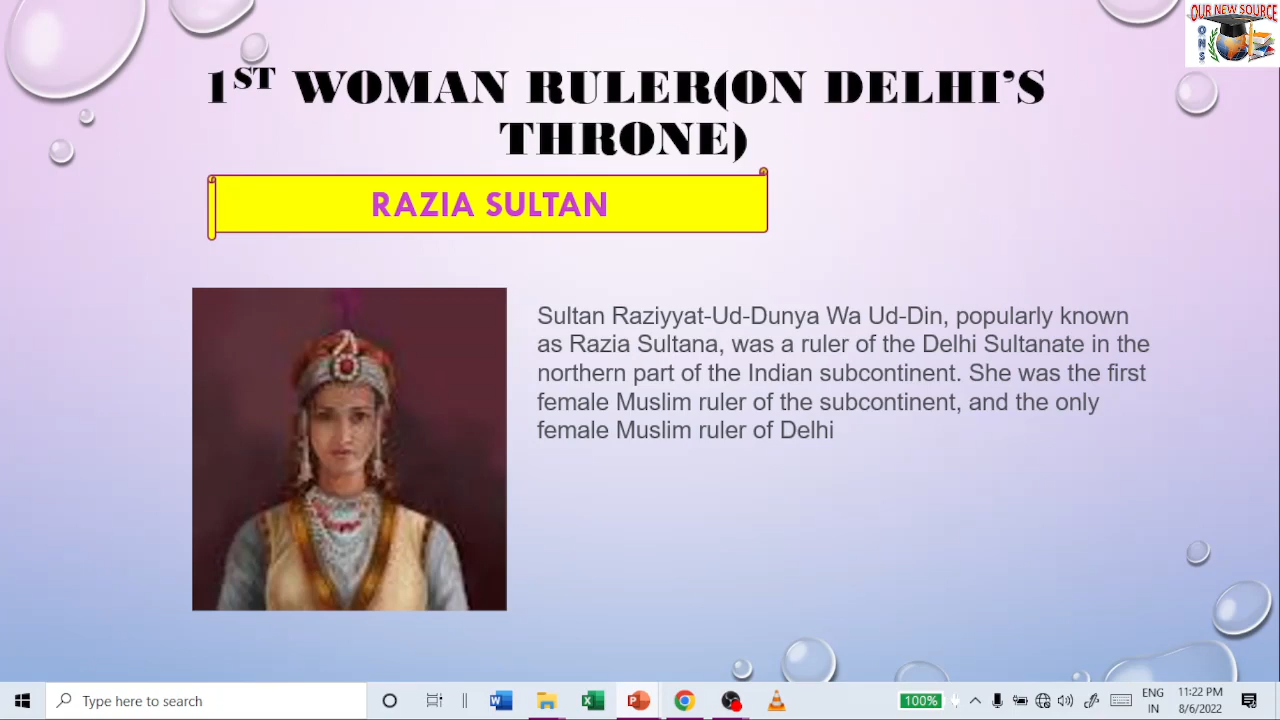 OUR NEW SOURCE
ONS
1ST WOMAN RULER(ON DELHI'S
THRONE)
RAZIA SULTAN
Sultan Raziyyat-Ud-Dunya Wa Ud-Din, popularly known
as Razia Sultana, was a ruler of the Delhi Sultanate in the
northern part of the Indian subcontinent. She was the first
female Muslim ruler of the subcontinent, and the only
female Muslim ruler of Delhi
Type here to search
100%
ENG
IN
11:22 PM
8/6/2022